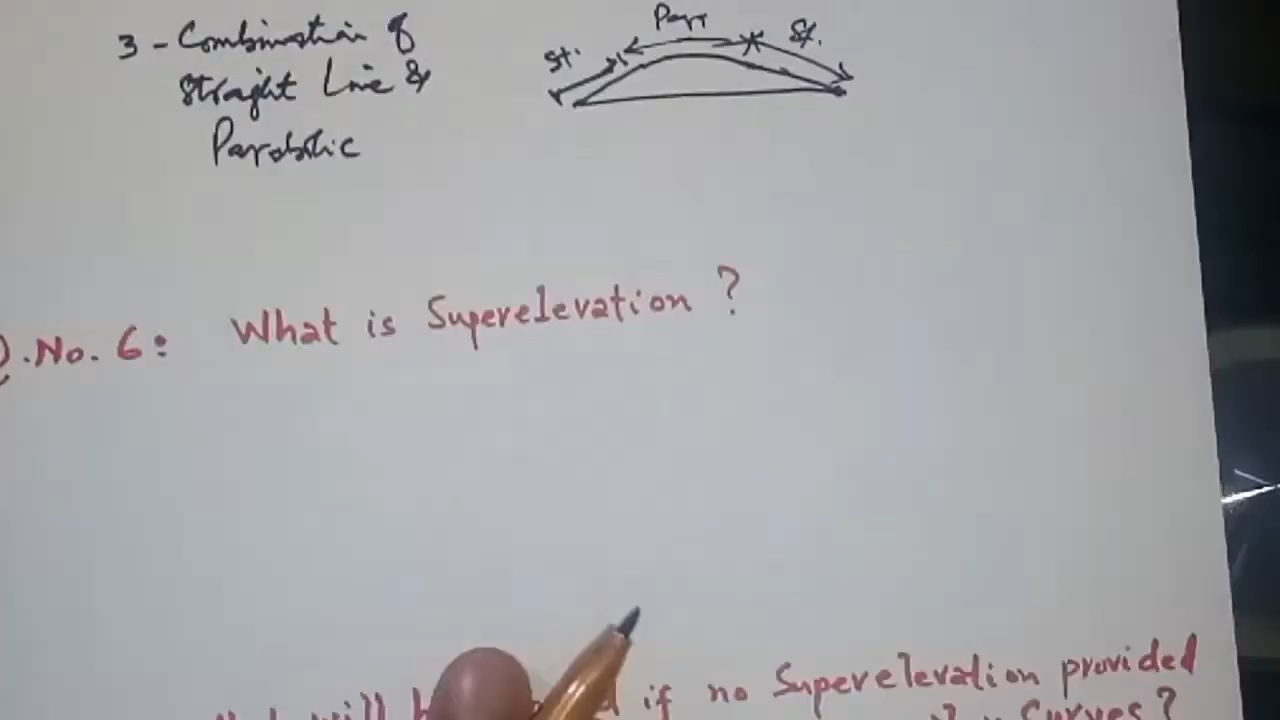 3 - Combination of
Straight Line &
Parabolic
St.
Parr
St.
Q.No. 6: What is Superelevation ?
will if no Superelevation provided
Curves ?